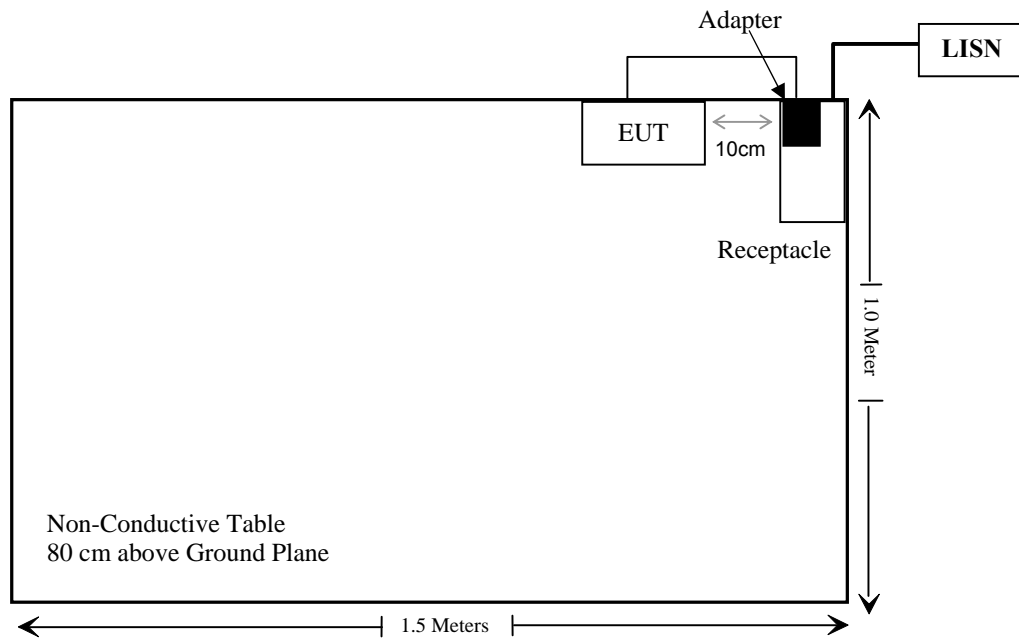 Adapter
LISN
EUT
10cm
Receptacle
1.0 Meter
Non-Conductive Table
80 cm above Ground Plane
1.5 Meters